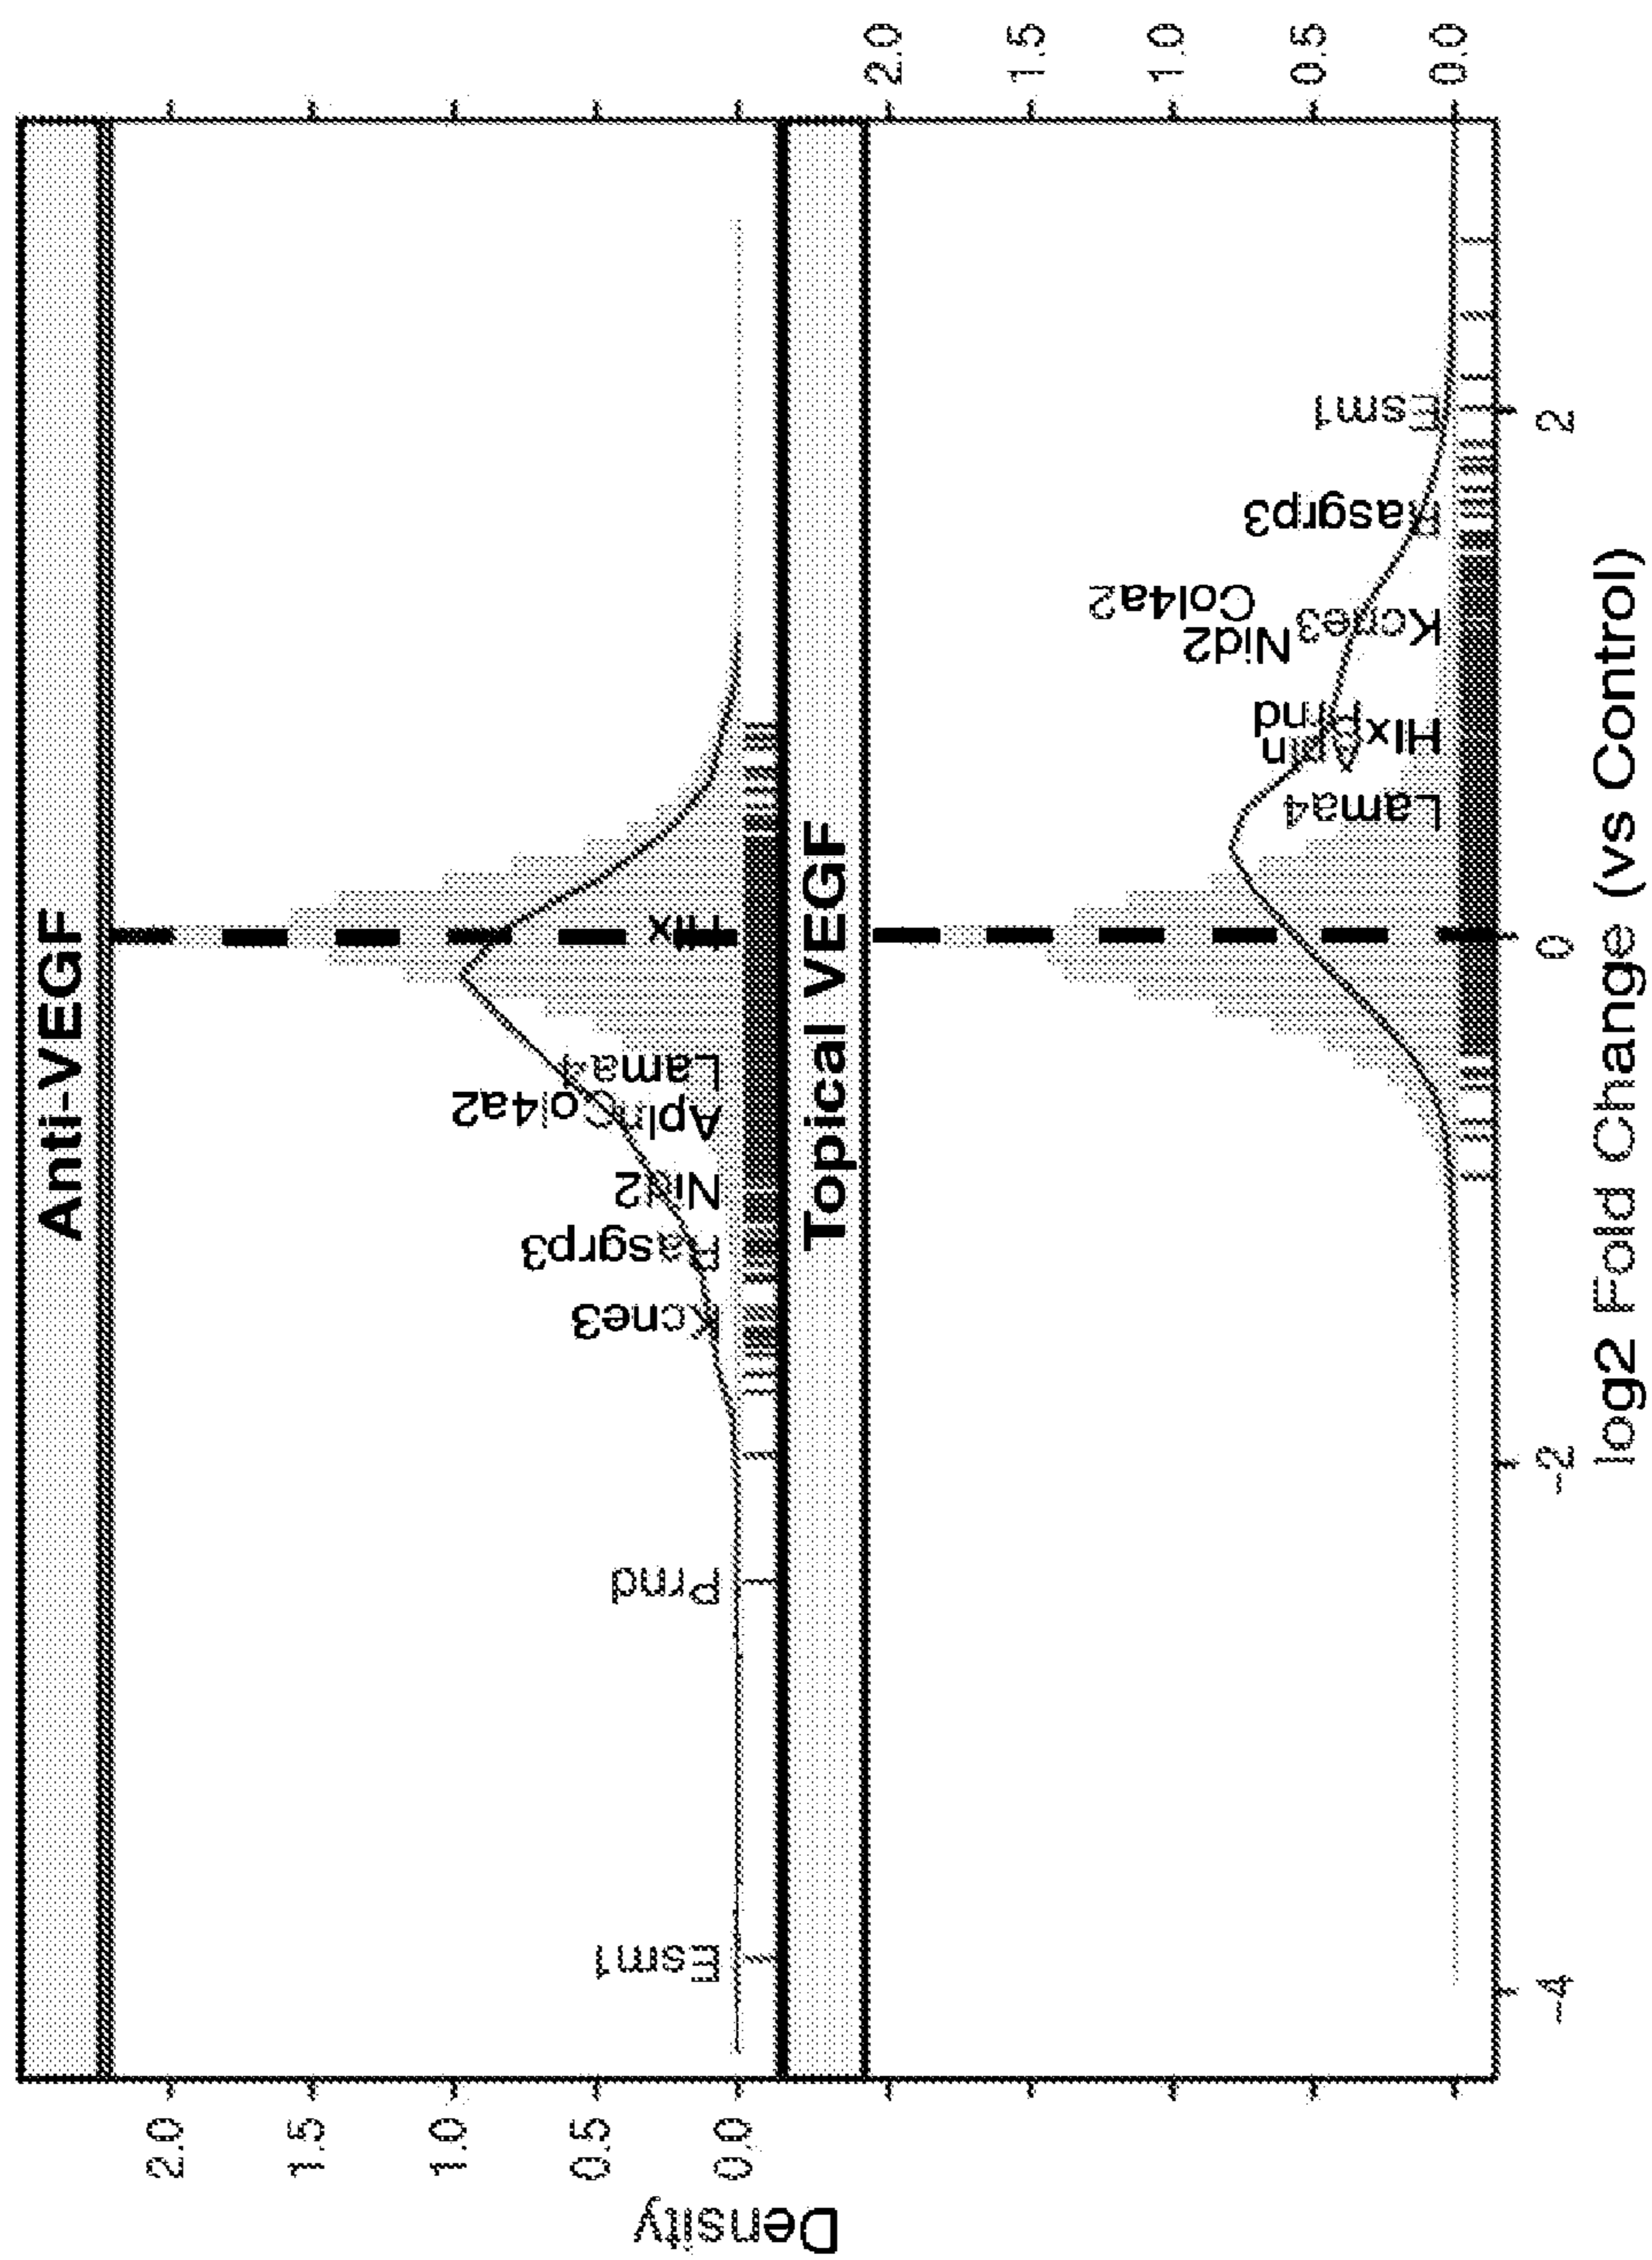 Anti-VEGF
2.0
1.5
1.0
0.5
0.0
Density
Esm1
Prnd
Kcne3
Rasgrp3
Nid2
Apln
Col4a2
Lama4
Hlx
Topical VEGF
Lama4
Hlx
Apln
Prnd
Nid2
Kcne3
Col4a2
Rasgrp3
Esm1
2.0
1.5
1.0
0.5
0.0
-4
-2
0
2
log2 Fold Change (vs Control)